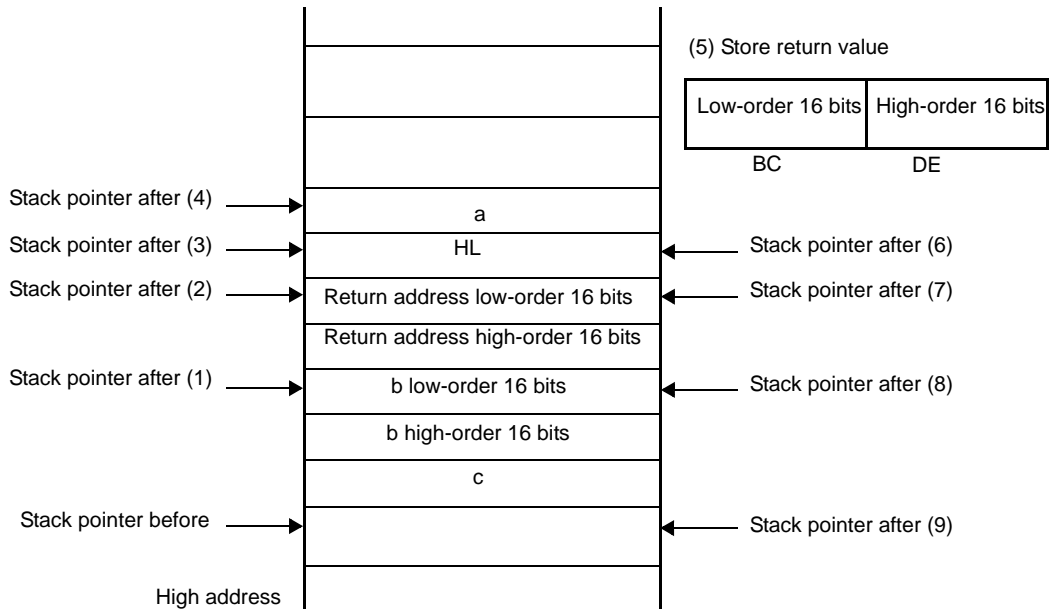 (5) Store return value
Low-order 16 bits High-order 16 bits
BC DE
Stack pointer after (4)
a
Stack pointer after (3)
HL
Stack pointer after (6)
Stack pointer after (2)
Return address low-order 16 bits
Stack pointer after (7)
Return address high-order 16 bits
Stack pointer after (1)
b low-order 16 bits
Stack pointer after (8)
b high-order 16 bits
c
Stack pointer before
Stack pointer after (9)
High address